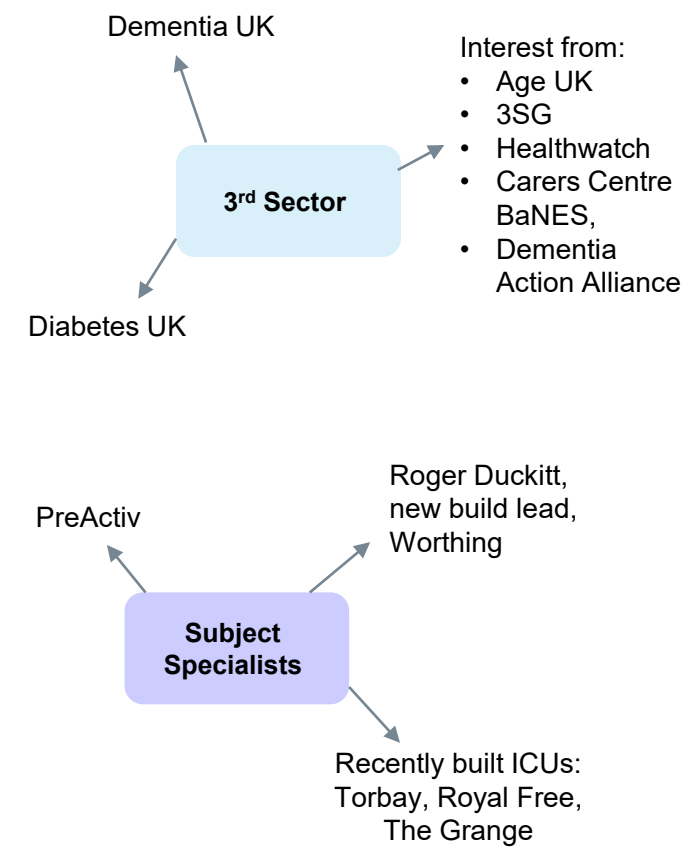 Dementia UK
Interest from:
• Age UK
• 3SG
• Healthwatch
• Carers Centre
BaNES,
• Dementia
Action Alliance
3rd Sector
Diabetes UK
Roger Duckitt,
new build lead,
Worthing
PreActiv
Subject
Specialists
Recently built ICUs:
Torbay, Royal Free,
The Grange